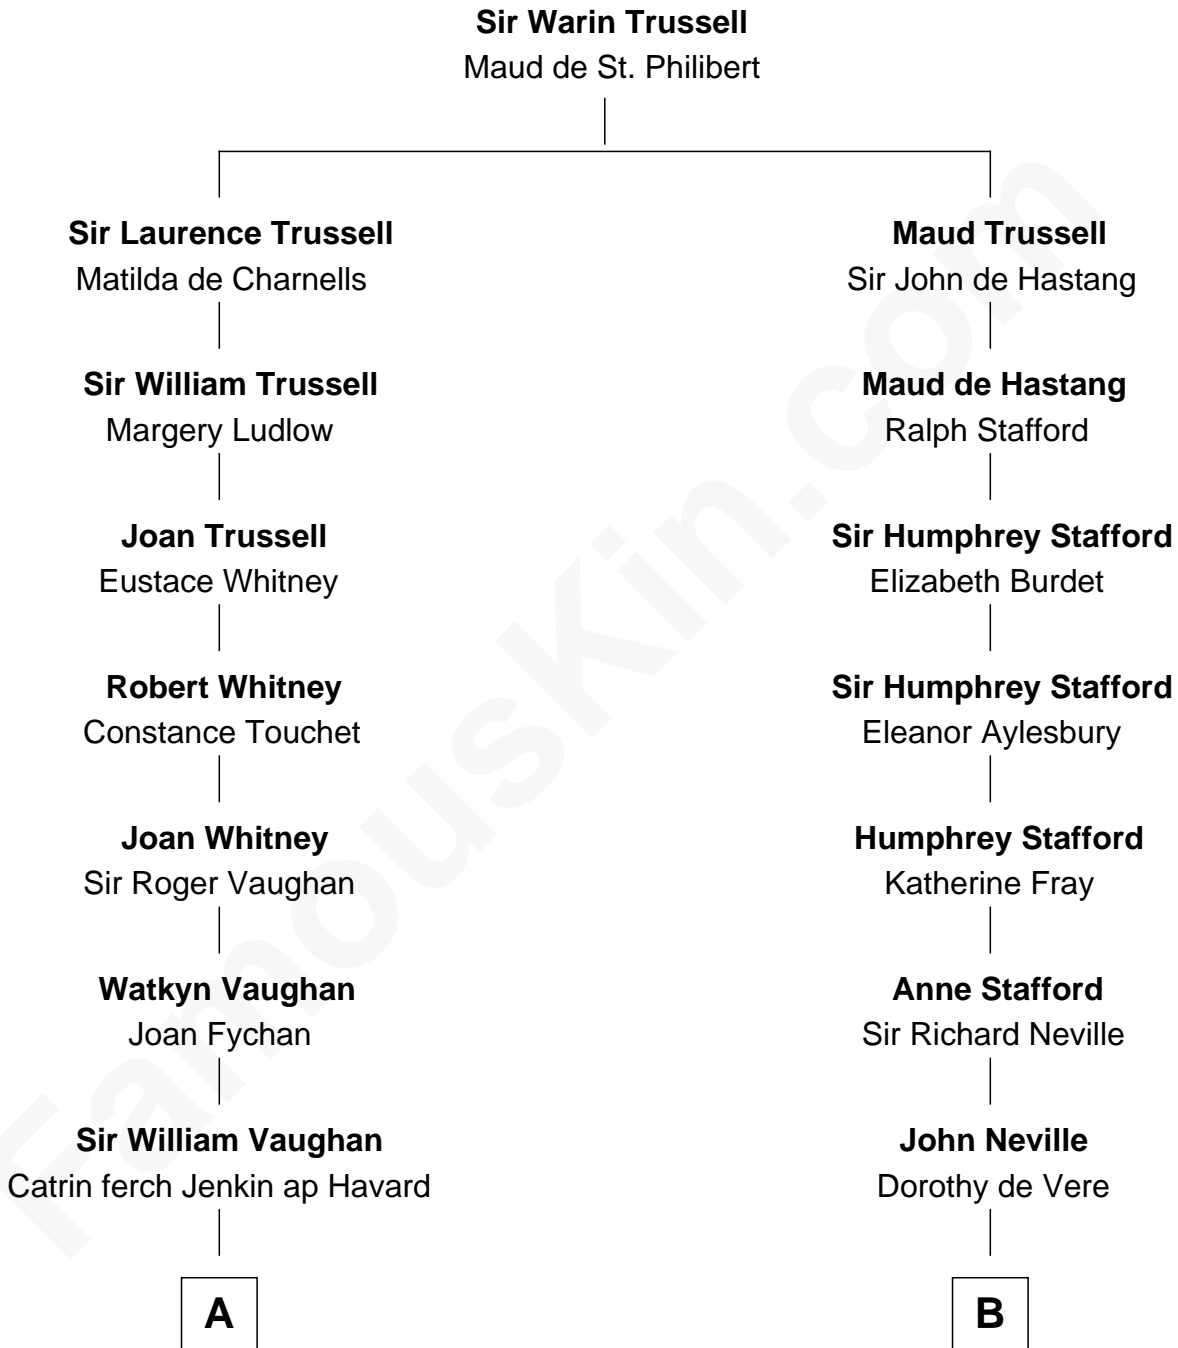 Sir Warin Trussell
Maud de St. Philibert
Sir Laurence Trussell
Matilda de Charnells
Maud Trussell
Sir John de Hastang
Sir William Trussell
Margery Ludlow
Maud de Hastang
Ralph Stafford
Joan Trussell
Eustace Whitney
Sir Humphrey Stafford
Elizabeth Burdet
Robert Whitney
Constance Touchet
Sir Humphrey Stafford
Eleanor Aylesbury
Joan Whitney
Sir Roger Vaughan
Humphrey Stafford
Katherine Fray
Watkyn Vaughan
Joan Fychan
Anne Stafford
Sir Richard Neville
Sir William Vaughan
Catrin ferch Jenkin ap Havard
John Neville
Dorothy de Vere
A
B
FamousKin.com